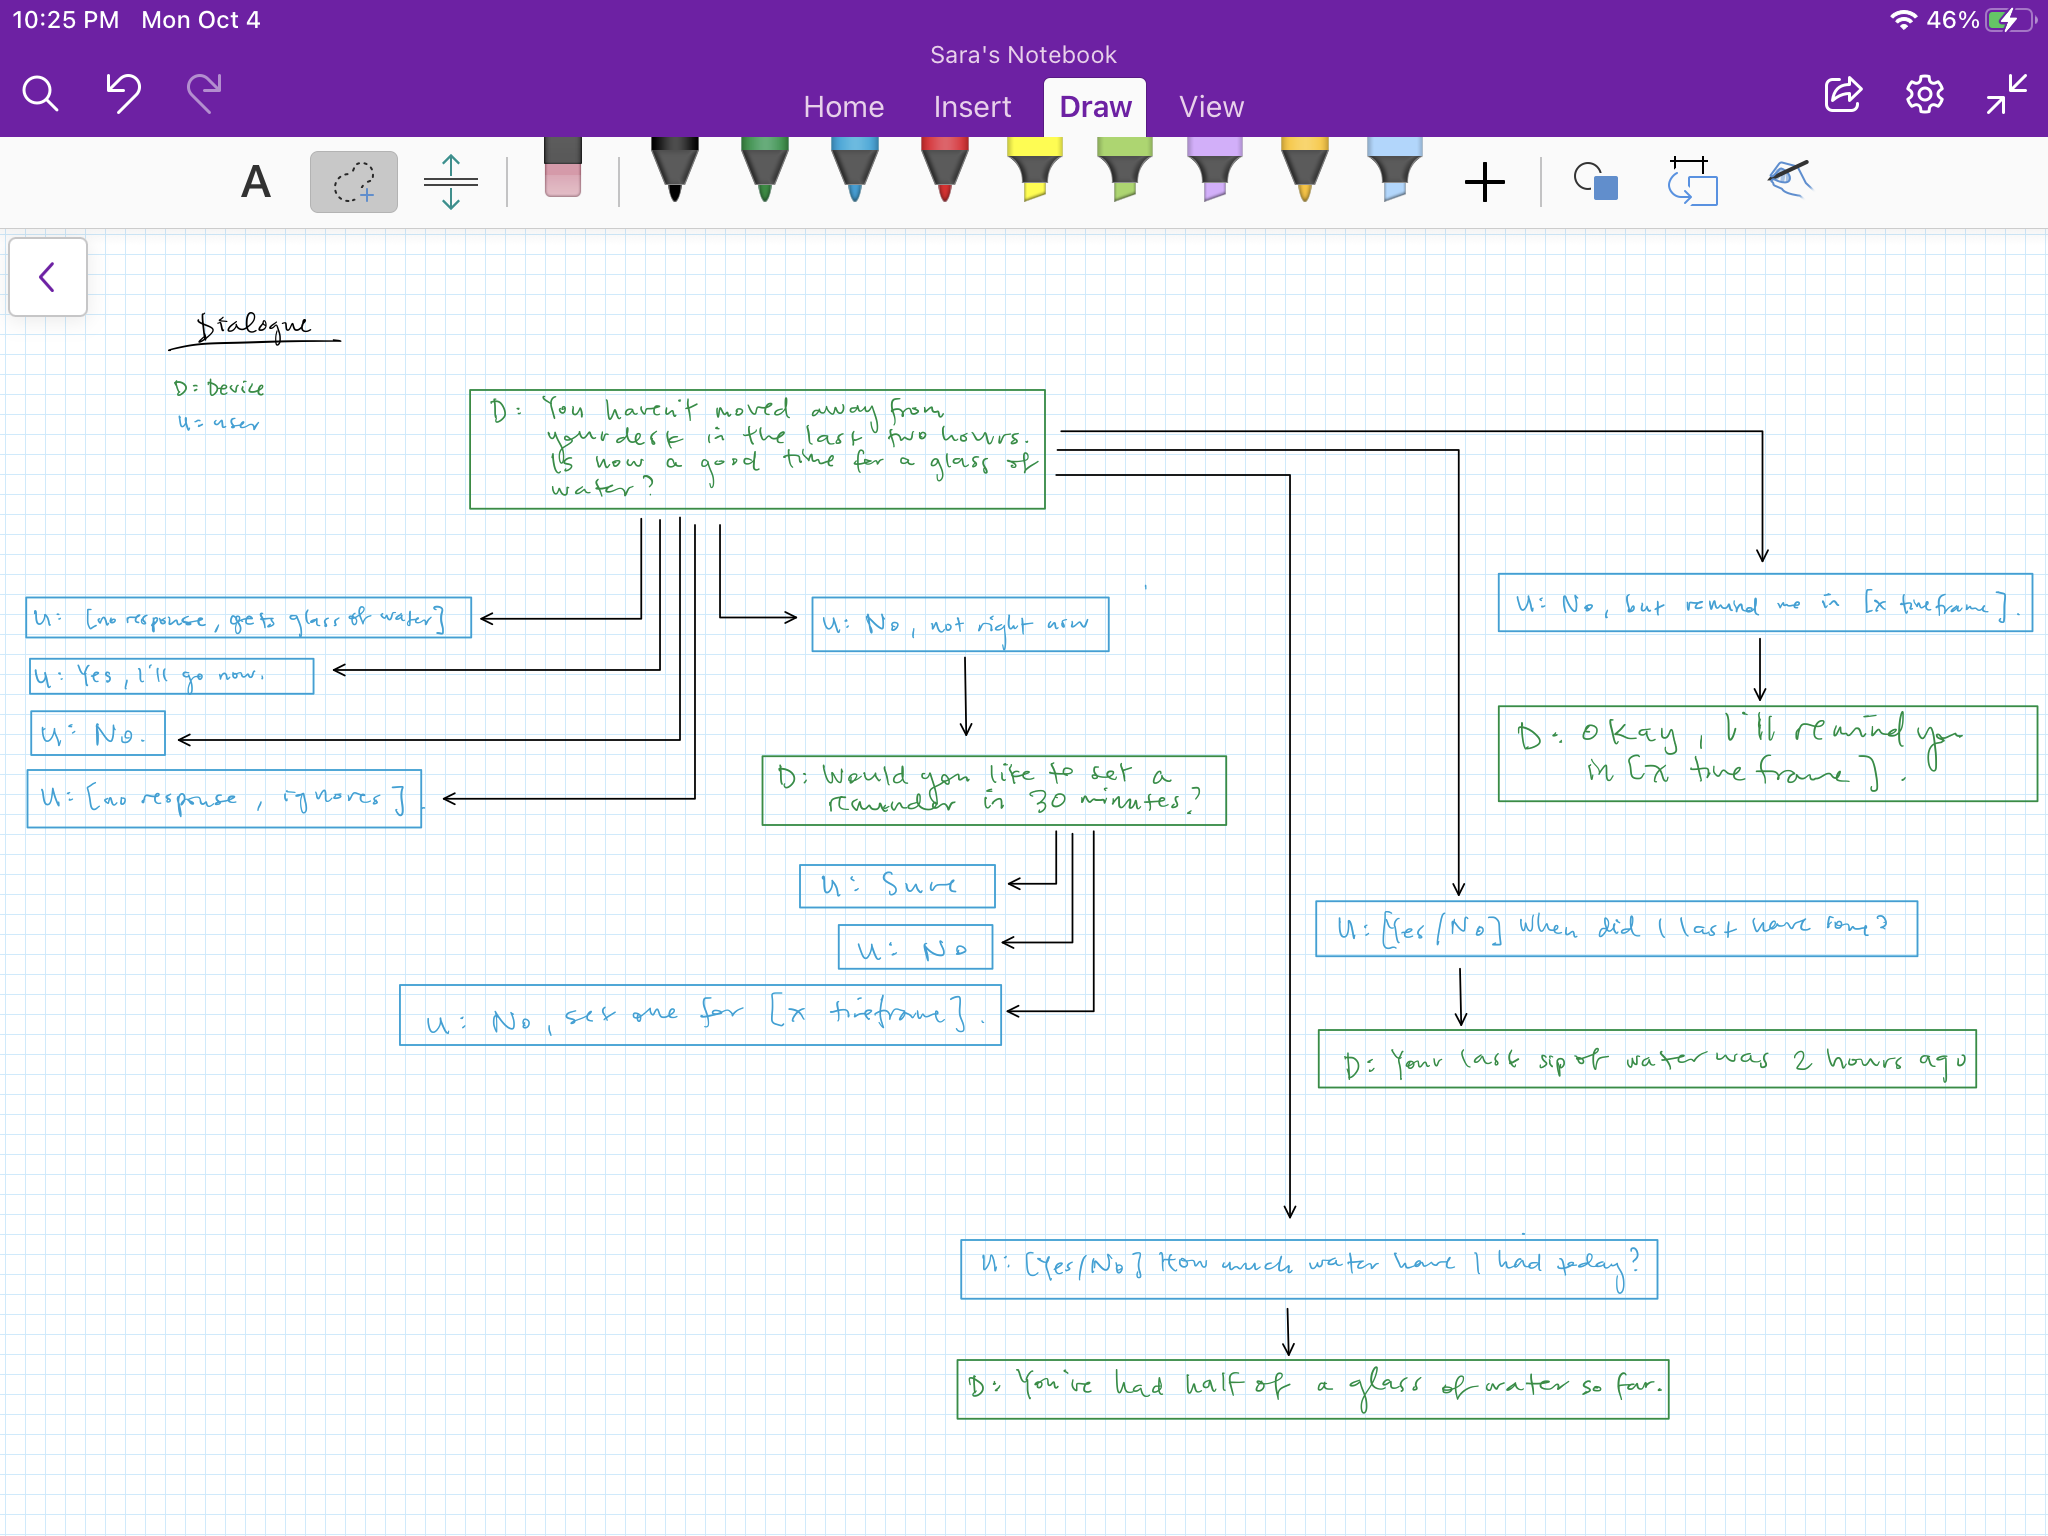 10:25 PM Mon Oct 4
46%
Sara's Notebook
Home Insert Draw View
A
Dialogue
D = Device
U = user
D: You haven't moved away from
your desk in the last two hours.
Is now a good time for a glass of
water?
U: [no response, gets glass of water]
U: Yes, I'll go now.
U: No.
U: [no response, ignores].
U: No, not right now
D: Would you like to set a
reminder in 30 minutes?
U: Sure
U: No
U: No, set one for [x timeframe].
U: No, but remind me in [x timeframe].
D: Okay, I'll remind you
in [x timeframe].
U: [Yes/No] When did I last have some?
D: Your last sip of water was 2 hours ago
U: [Yes/No] How much water have I had today?
D: You've had half of a glass of water so far.